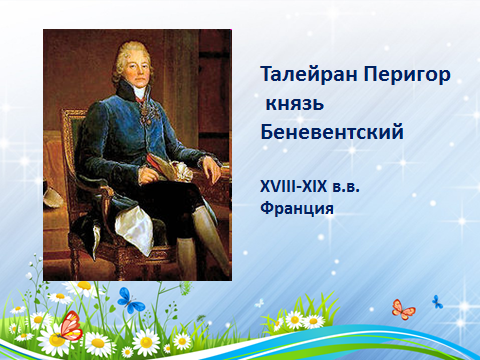 Талейран Перигор
князь
Беневентский
XVIII-XIX в.в.
Франция